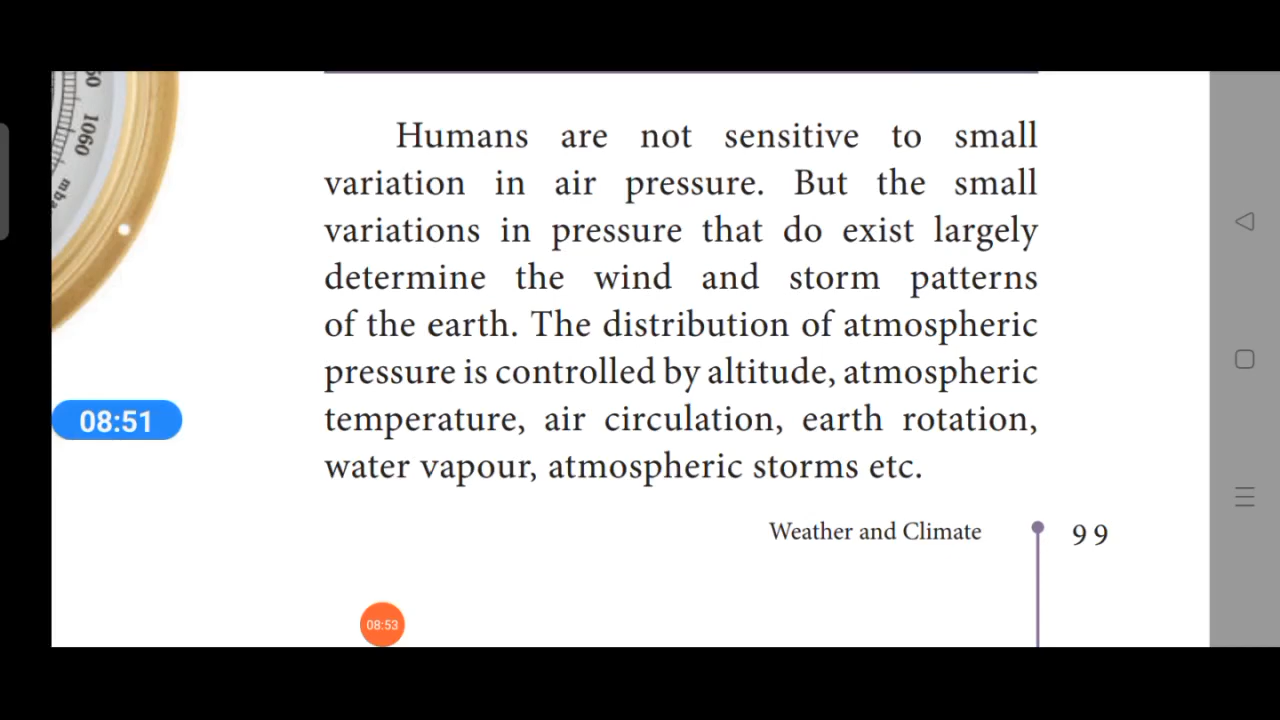 Humans are not sensitive to small
variation in air pressure. But the small
variations in pressure that do exist largely
determine the wind and storm patterns
of the earth. The distribution of atmospheric
pressure is controlled by altitude, atmospheric
temperature, air circulation, earth rotation,
water vapour, atmospheric storms etc.
Weather and Climate
99
1060
08:51
08:53